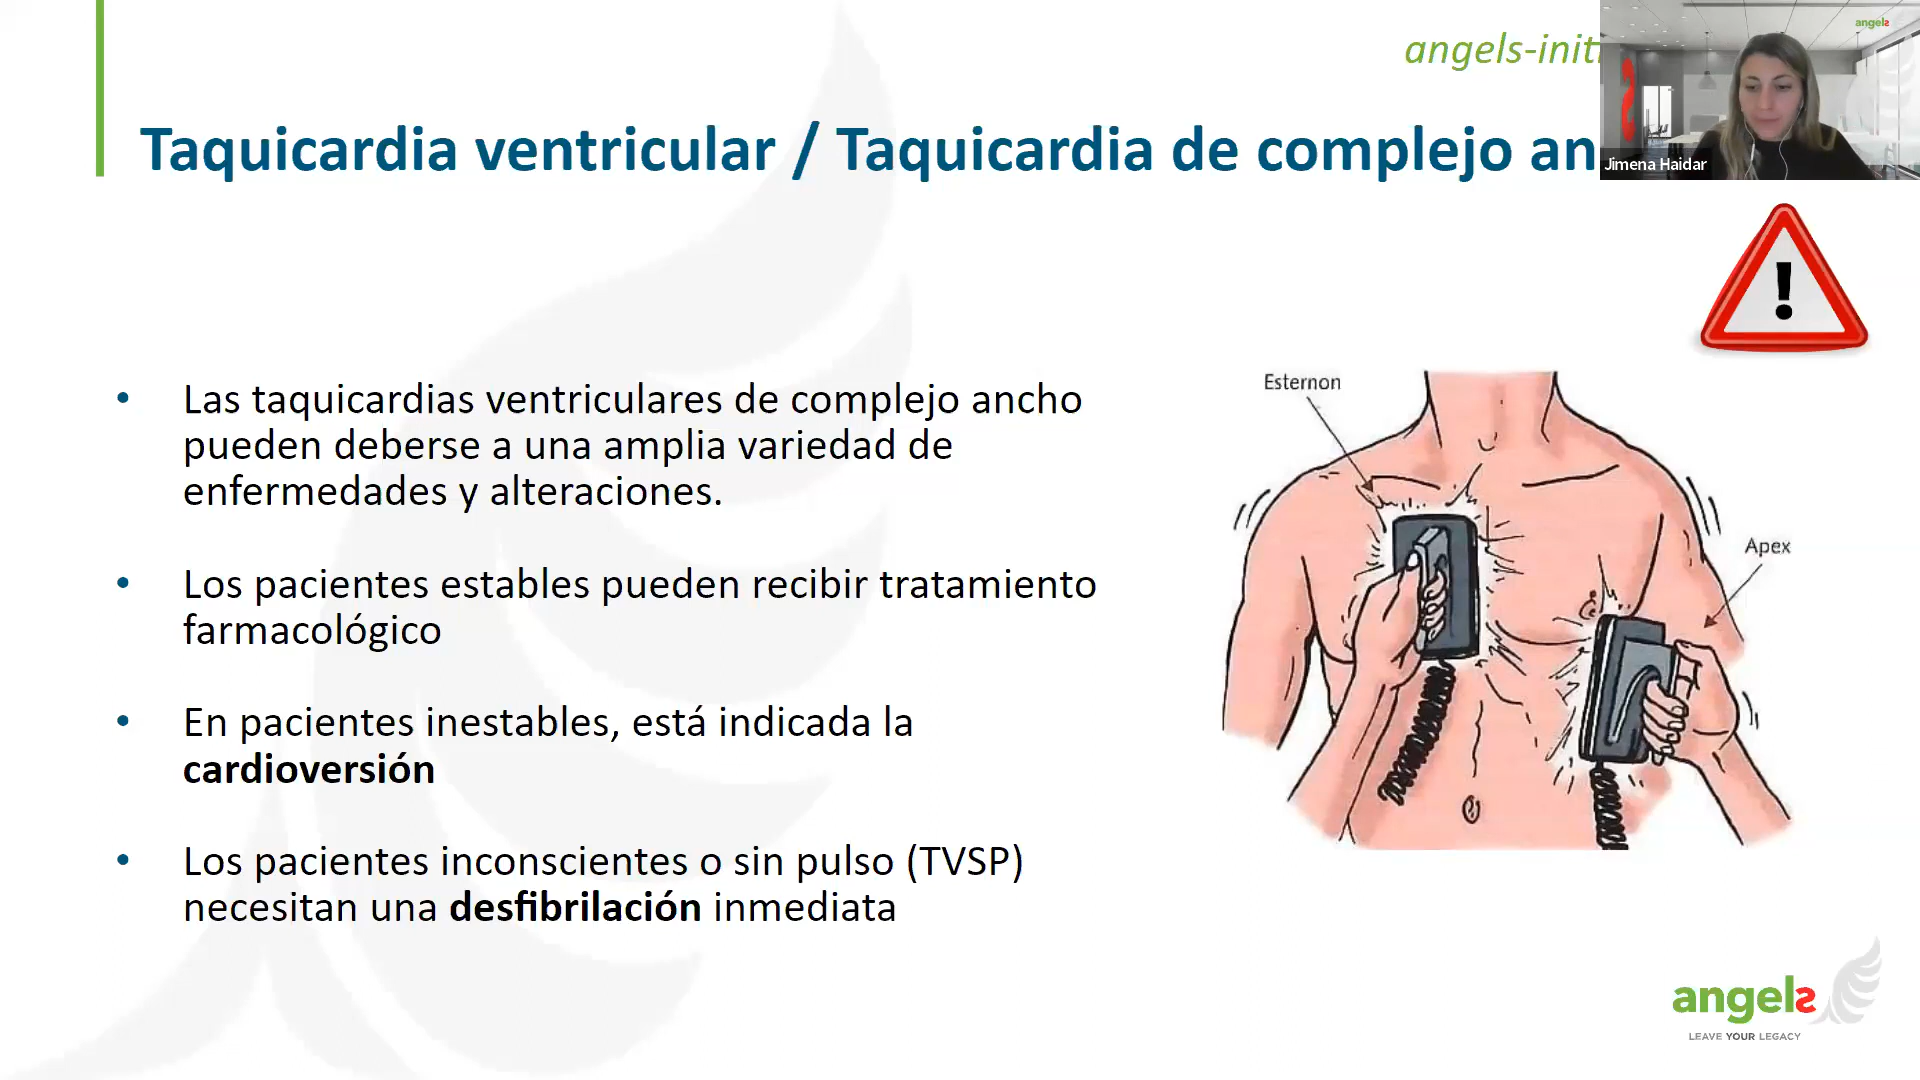 angels-initi
angels
Jimena Haidar
Taquicardia ventricular / Taquicardia de complejo an
!
Las taquicardias ventriculares de complejo ancho
pueden deberse a una amplia variedad de
enfermedades y alteraciones.
Los pacientes estables pueden recibir tratamiento
farmacológico
En pacientes inestables, está indicada la
cardioversión
Los pacientes inconscientes o sin pulso (TVSP)
necesitan una desfibrilación inmediata
Esternon
Apex
angels
LEAVE YOUR LEGACY